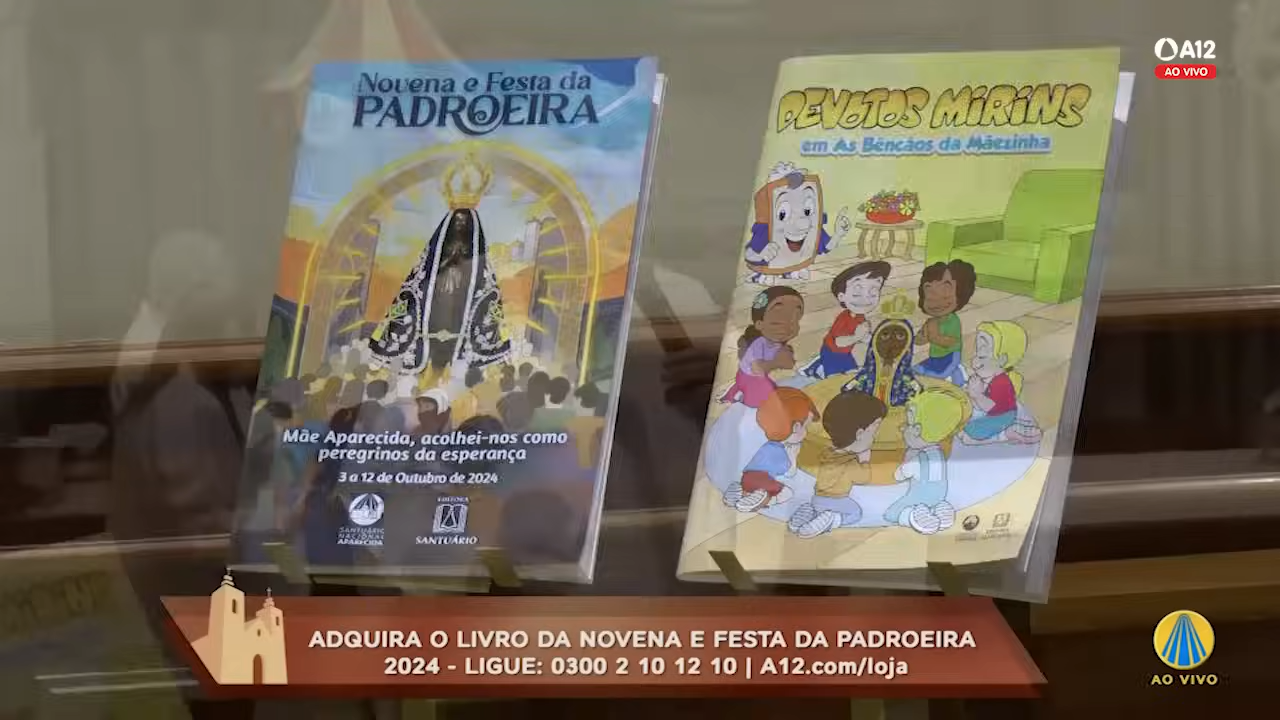 A12
AO VIVO
Novena e Festa da
PADROEIRA
Mãe Aparecida, acolhei-nos como
peregrinos da esperança
3 a 12 de Outubro de 2024
SANTUÁRIO
NACIONAL
APARECIDA
EDITORA
SANTUÁRIO
DEVOTOS MIRINS
em As Bênçãos da Mãezinha
ADQUIRA O LIVRO DA NOVENA E FESTA DA PADROEIRA
2024 - LIGUE: 0300 2 10 12 10 | A12.com/loja
AO VIVO